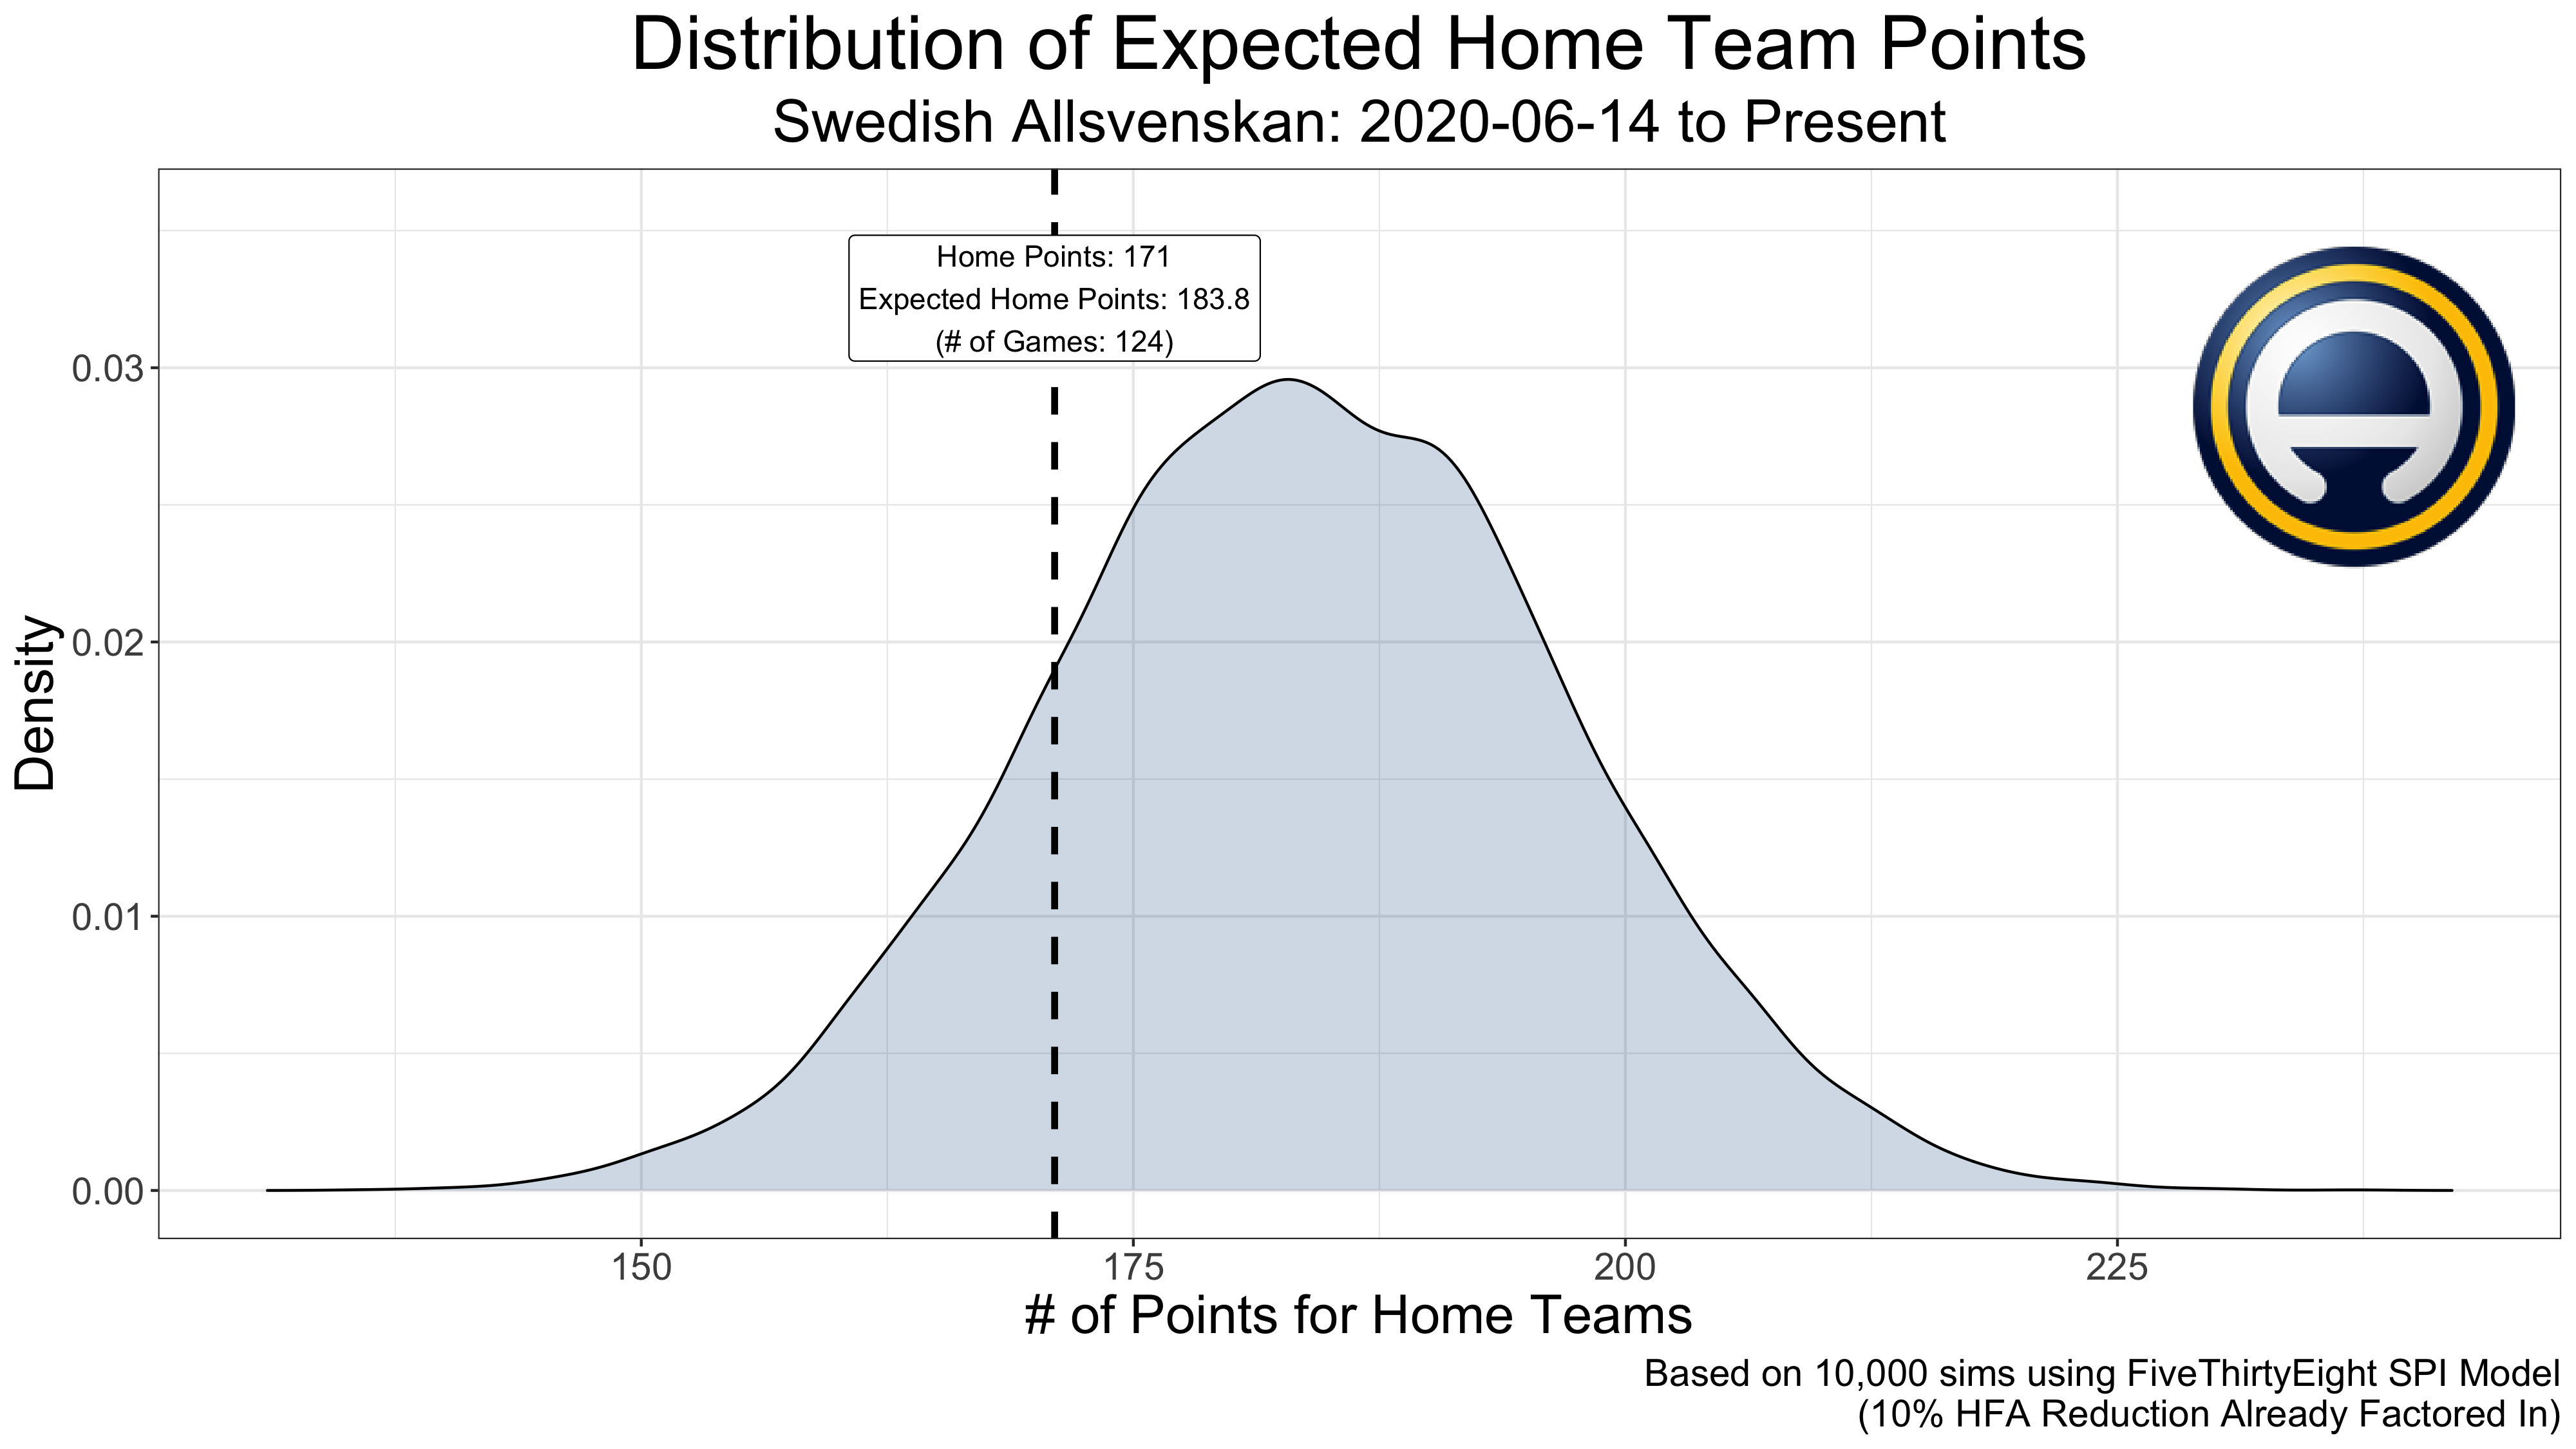 Distribution of Expected Home Team Points
Swedish Allsvenskan: 2020-06-14 to Present
Home Points: 171
Expected Home Points: 183.8
(# of Games: 124)
0.03
0.02
0.01
0.00
Density
150 175 200 225
# of Points for Home Teams
Based on 10,000 sims using FiveThirtyEight SPI Model
(10% HFA Reduction Already Factored In)